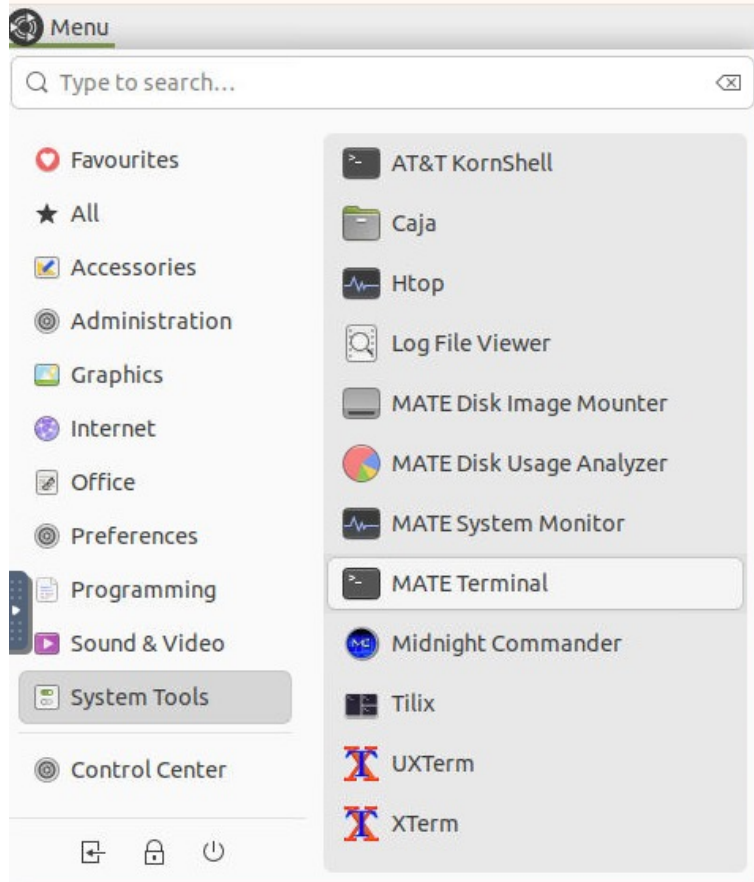 Menu
Type to search...
Favourites
All
Accessories
Administration
Graphics
Internet
Office
Preferences
Programming
Sound & Video
System Tools
Control Center
AT&T KornShell
Caja
Htop
Log File Viewer
MATE Disk Image Mounter
MATE Disk Usage Analyzer
MATE System Monitor
MATE Terminal
Midnight Commander
Tilix
UXTerm
XTerm